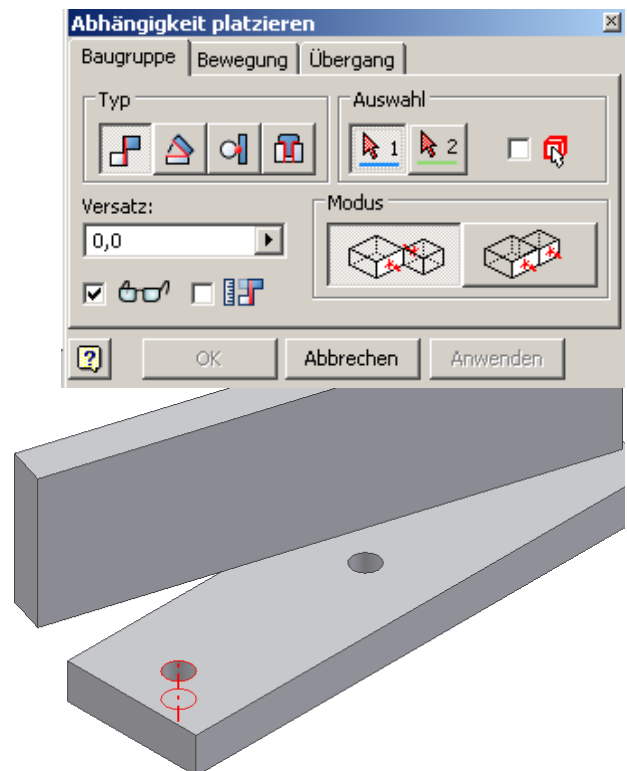 Abhängigkeit platzieren
Baugruppe Bewegung Übergang
Typ Auswahl
1 2
Versatz: Modus
0,0
OK Abbrechen Anwenden